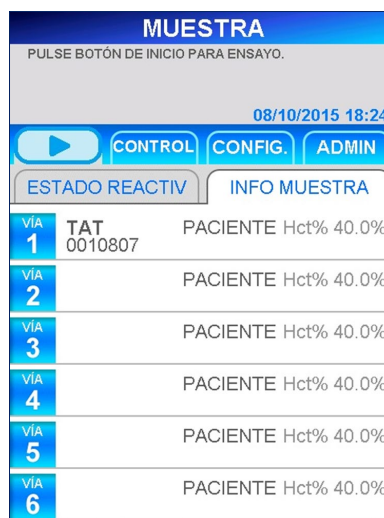 MUESTRA
PULSE BOTÓN DE INICIO PARA ENSAYO.
08/10/2015 18:24
CONTROL CONFIG. ADMIN
ESTADO REACTIV INFO MUESTRA
VÍA 1 TAT PACIENTE Hct% 40.0%
0010807
VÍA 2 PACIENTE Hct% 40.0%
VÍA 3 PACIENTE Hct% 40.0%
VÍA 4 PACIENTE Hct% 40.0%
VÍA 5 PACIENTE Hct% 40.0%
VÍA 6 PACIENTE Hct% 40.0%